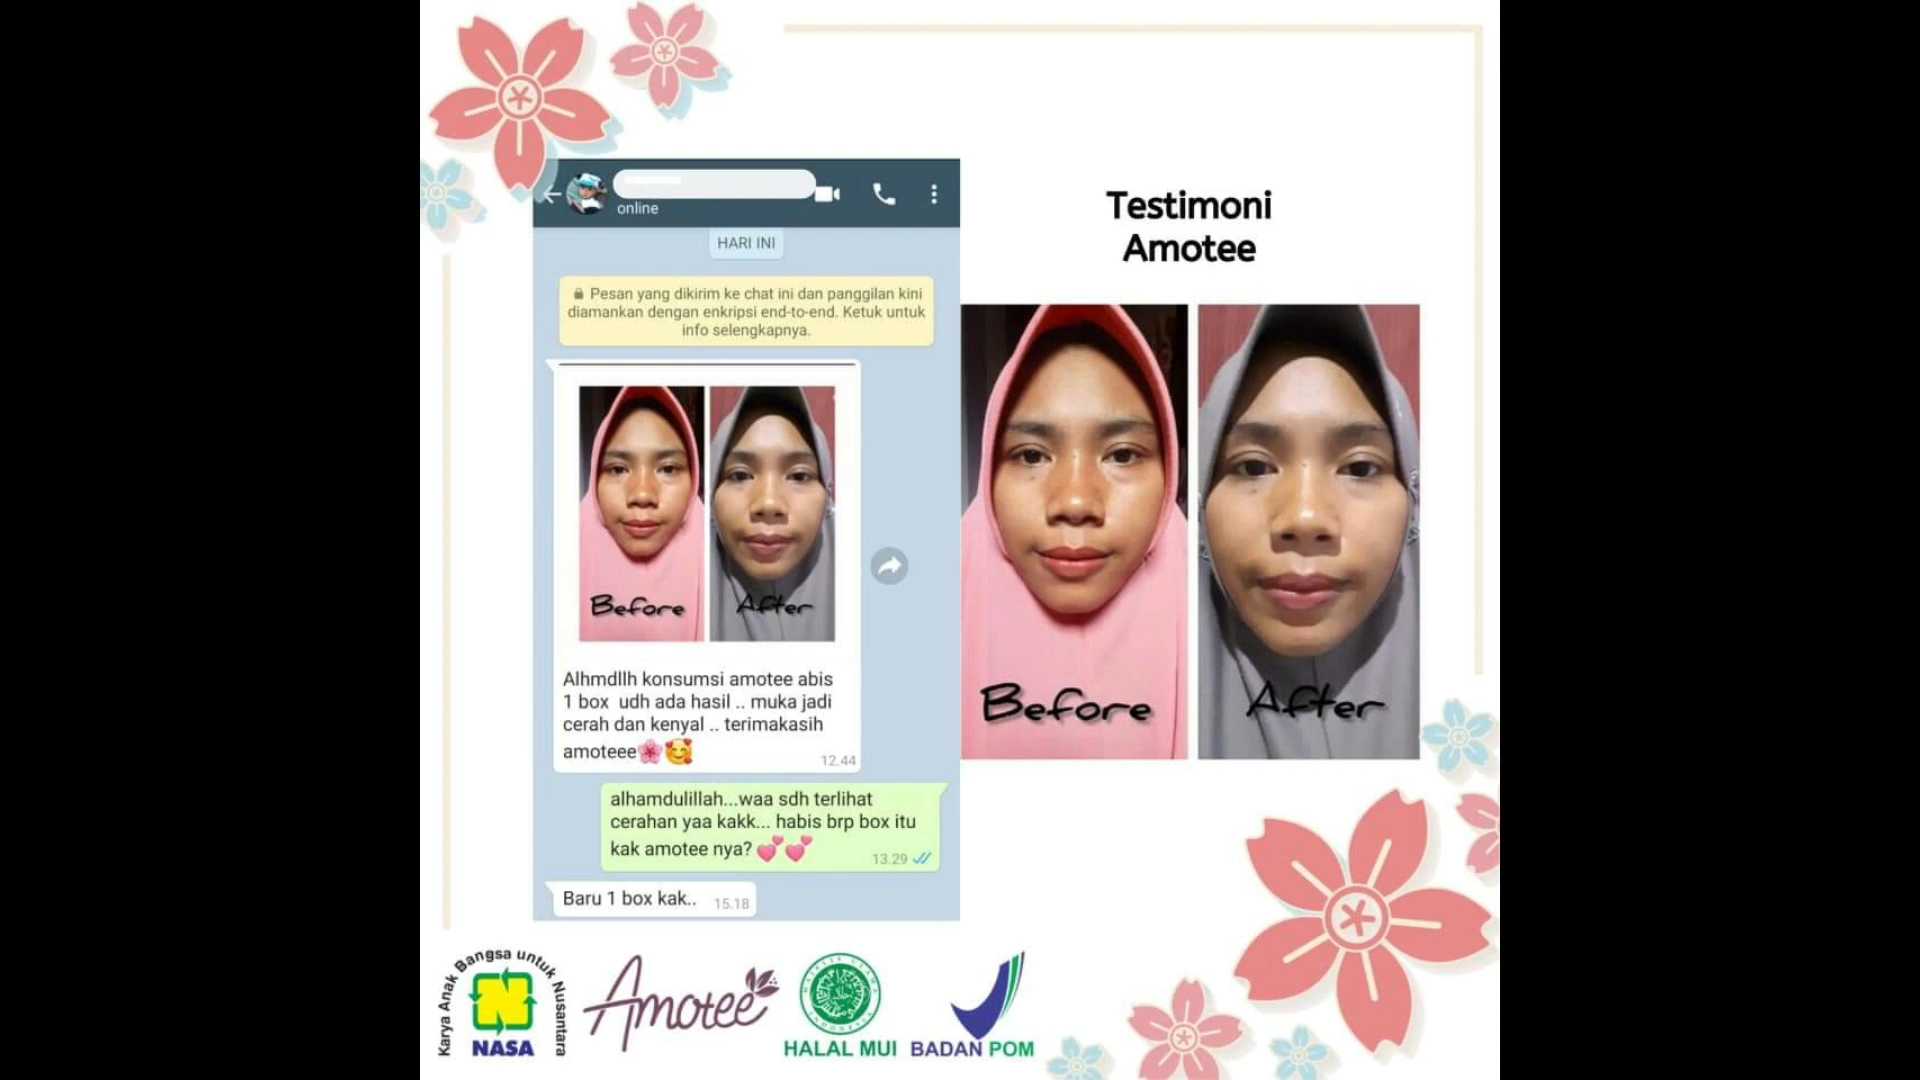 online
HARI INI
Pesan yang dikirim ke chat ini dan panggilan kini
diamankan dengan enkripsi end-to-end. Ketuk untuk
info selengkapnya.
Before
After
Alhmdllh konsumsi amotee abis
1 box udh ada hasil .. muka jadi
cerah dan kenyal .. terimakasih
amoteee🌸🥰
12.44
alhamdulillah...waa sdh terlihat
cerahan yaa kakk... habis brp box itu
kak amotee nya? 💕💕
13.29
Baru 1 box kak..
15.18
Testimoni
Amotee
Before
After
Karya Anak Bangsa untuk Nusantara
N
NASA
Amotee
HALAL MUI
BADAN POM